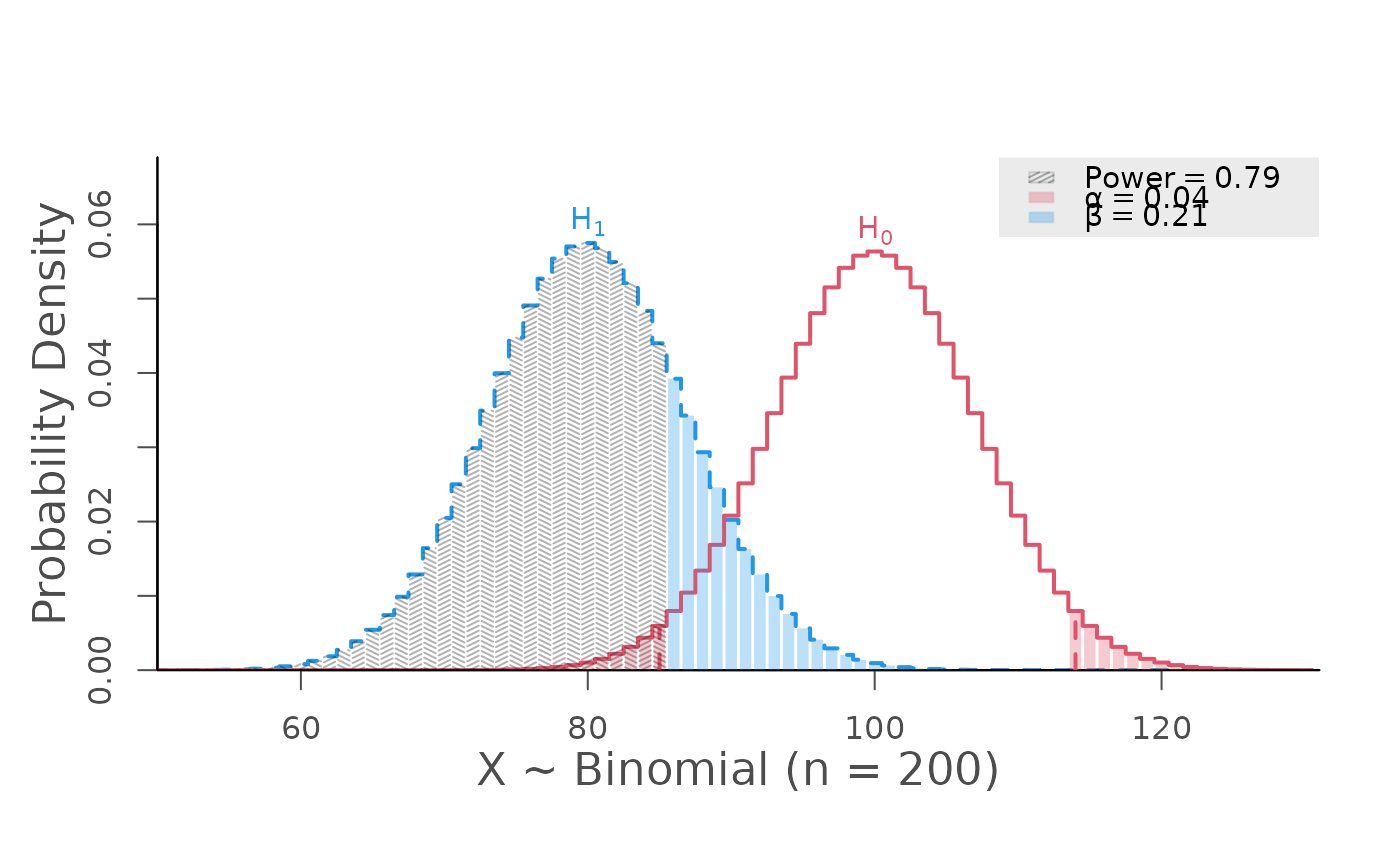 Power = 0.79
α = 0.04
β = 0.21
H1
H0
Probability Density
0.06
0.04
0.02
0.00
60 80 100 120
X ~ Binomial (n = 200)